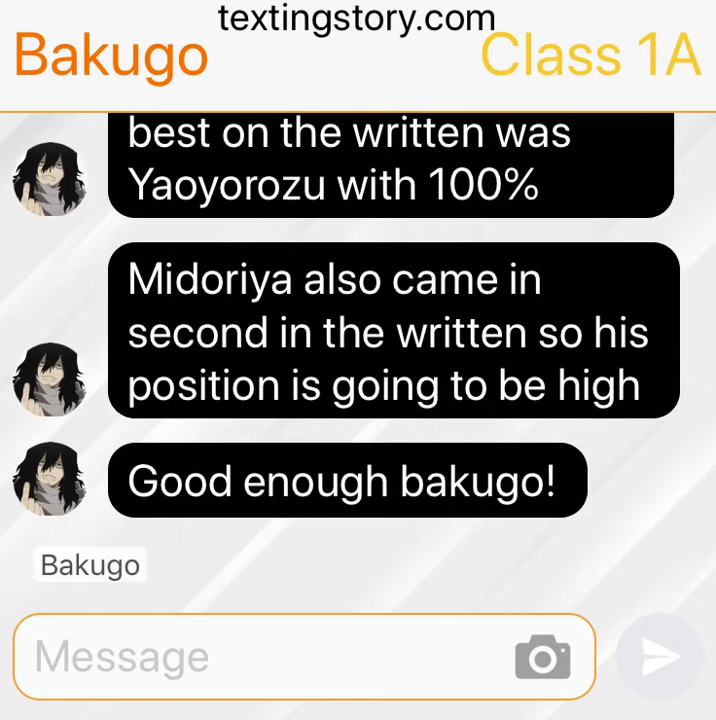 textingstory.com
Bakugo Class 1A
best on the written was
Yaoyorozu with 100%
Midoriya also came in
second in the written so his
position is going to be high
Good enough bakugo!
Bakugo
Message